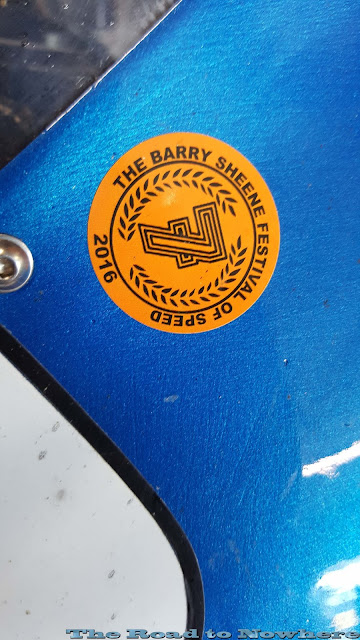 THE BARRY SHEENE FESTIVAL OF SPEED
2016
The Road to Nowhere